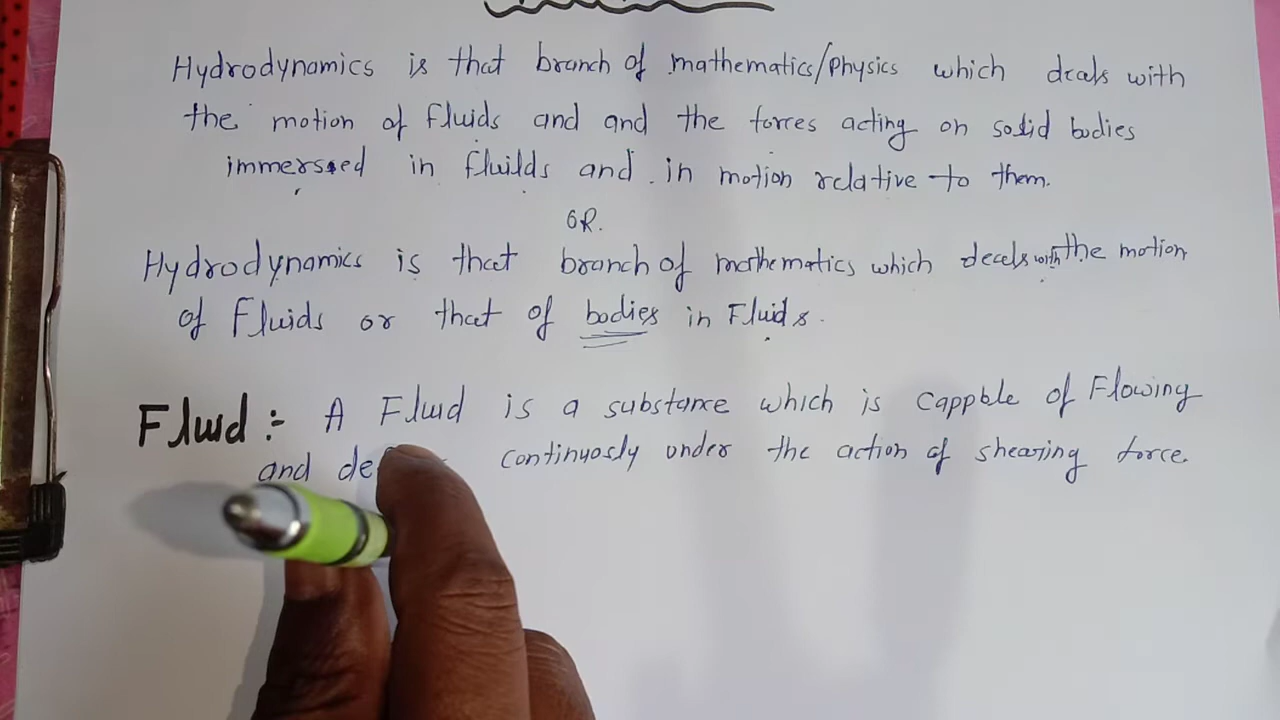 Hydrodynamics is that branch of mathematics/Physics which deals with
the motion of Fluids and and the forces acting on solid bodies
immersed in fluilds and in motion relative to them.
OR.
Hydrodynamics is that branch of mathematics which deals with the motion
of Fluids or that of bodies in Fluids.
Fluid :- A Fluid is a substance which is Cappble of Flowing
and de continuosly under the action of shearing force.